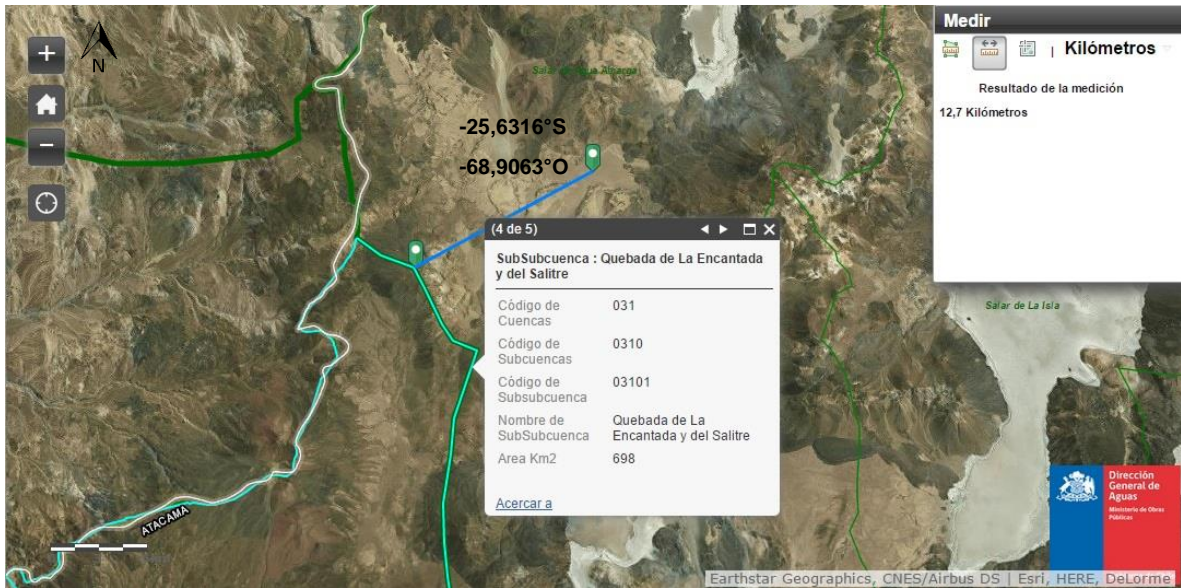 Medir
+
N
| Kilómetros
Resultado de la medición
12,7 Kilómetros
-25,6316°S
-68,9063°O
−
(4 de 5)
SubSubcuenca : Quebada de La Encantada
y del Salitre
Código de
Cuencas
031
Código de
Subcuencas
0310
Código de
Subsubcuenca
03101
Nombre de
SubSubcuenca
Quebada de La
Encantada y del Salitre
Area Km2
698
Acercar a
Salar de La Isla
ATACAMA
Dirección
General de
Aguas
Ministerio de Obras
Públicas
Earthstar Geographics, CNES/Airbus DS | Esri, HERE, DeLorme